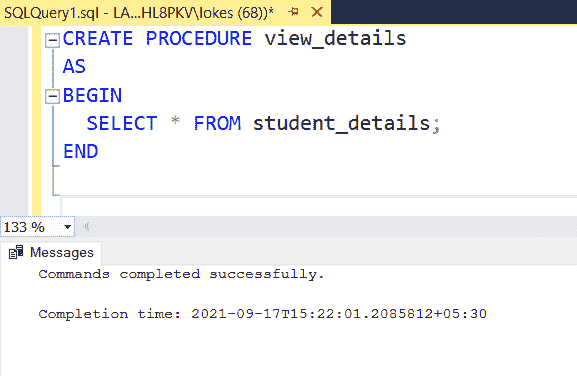 SQLQuery1.sql - LA...HL8PKV\lokes (68))*
CREATE PROCEDURE view_details
AS
BEGIN
SELECT * FROM student_details;
END
133 %
Messages
Commands completed successfully.
Completion time: 2021-09-17T15:22:01.2085812+05:30